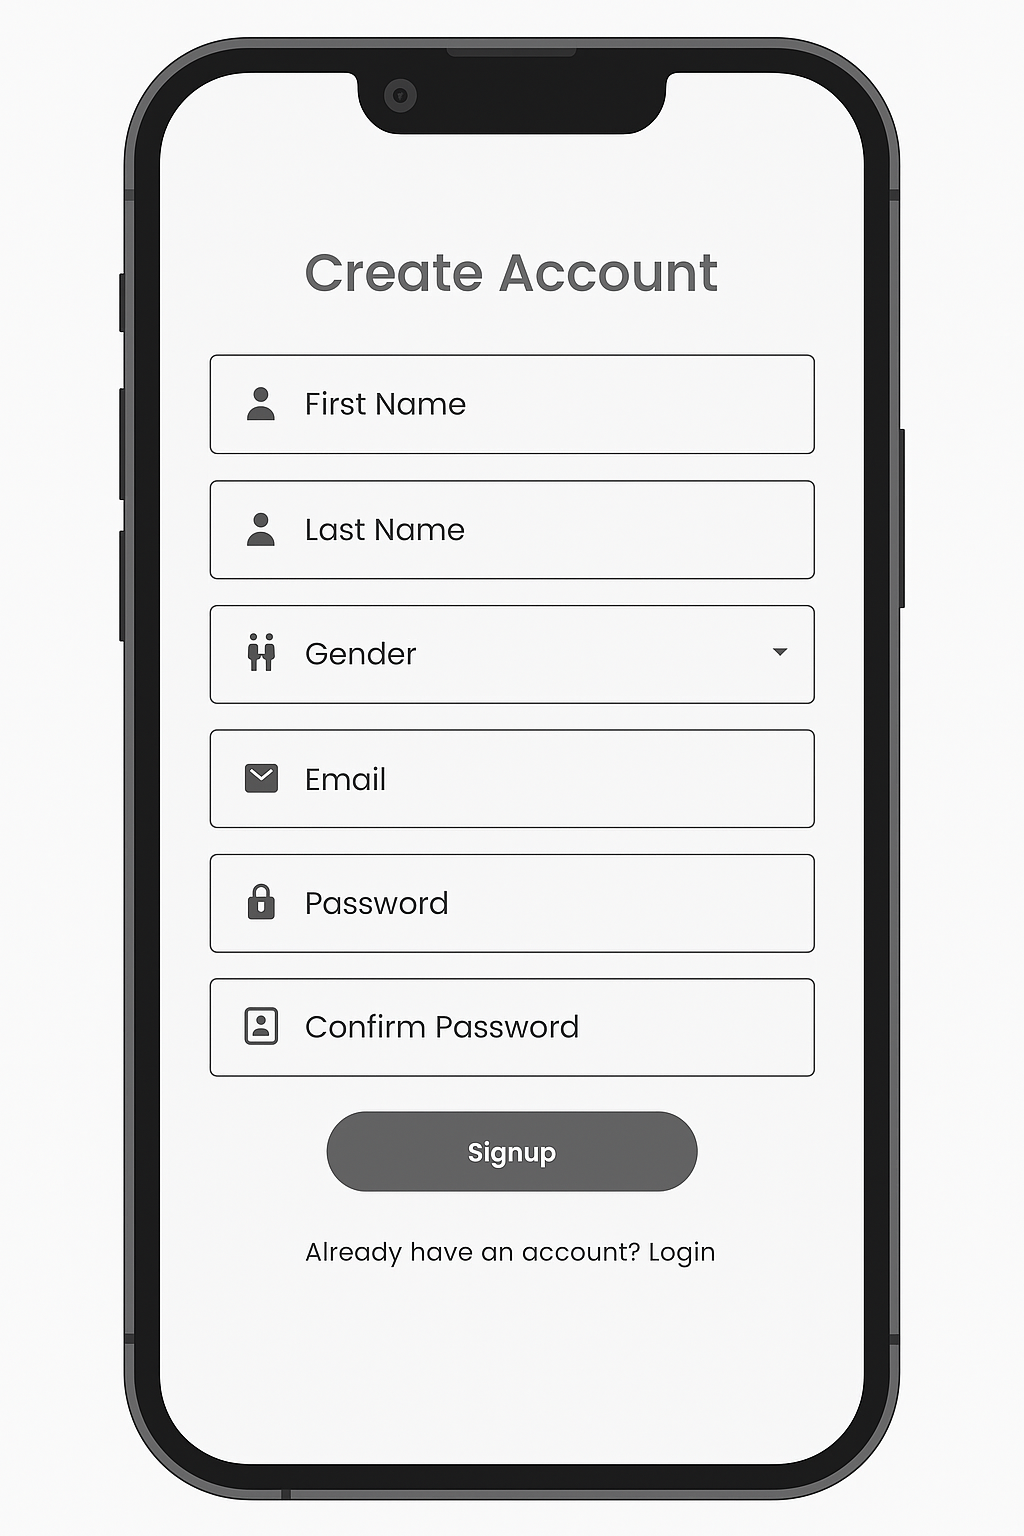 Create Account
First Name
Last Name
Gender
Email
Password
Confirm Password
Signup
Already have an account? Login